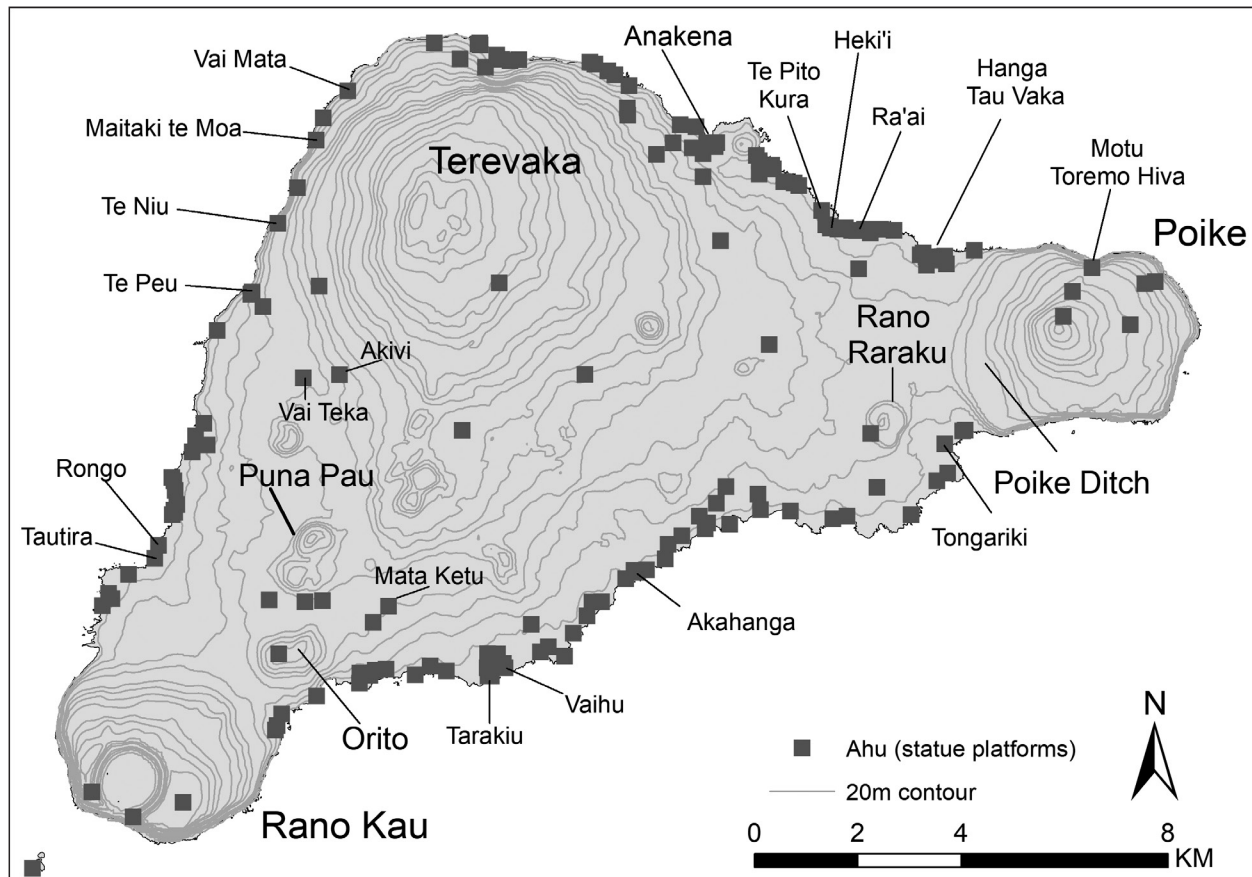 Vai Mata
Maitaki te Moa
Te Niu
Te Peu
Terevaka
Anakena
Te Pito
Kura
Heki'i
Ra'ai
Hanga
Tau Vaka
Motu
Toremo Hiva
Poike
Rano
Raraku
Akivi
Vai Teka
Puna Pau
Rongo
Tautira
Mata Ketu
Poike Ditch
Tongariki
Akahanga
Vaihu
Tarakiu
Orito
Rano Kau
N
Ahu (statue platforms)
20m contour
0 2 4 8
KM